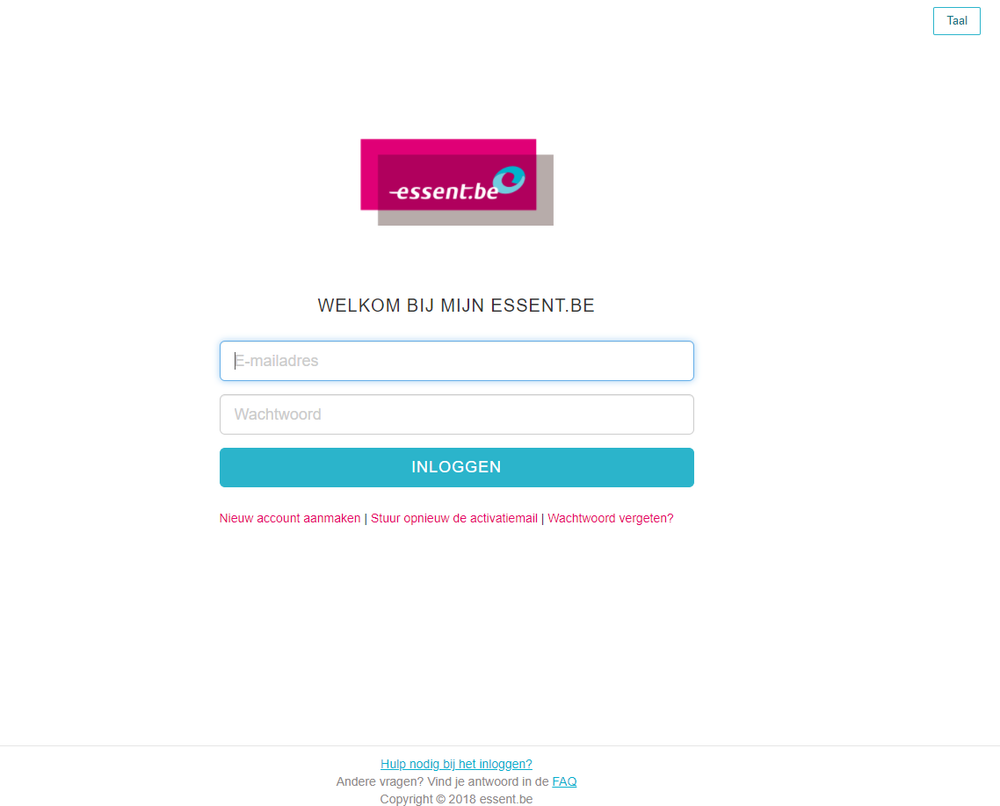 Taal
essent.be
WELKOM BIJ MIJN ESSENT.BE
E-mailadres
Wachtwoord
INLOGGEN
Nieuw account aanmaken | Stuur opnieuw de activatiemail | Wachtwoord vergeten?
Hulp nodig bij het inloggen?
Andere vragen? Vind je antwoord in de FAQ
Copyright © 2018 essent.be